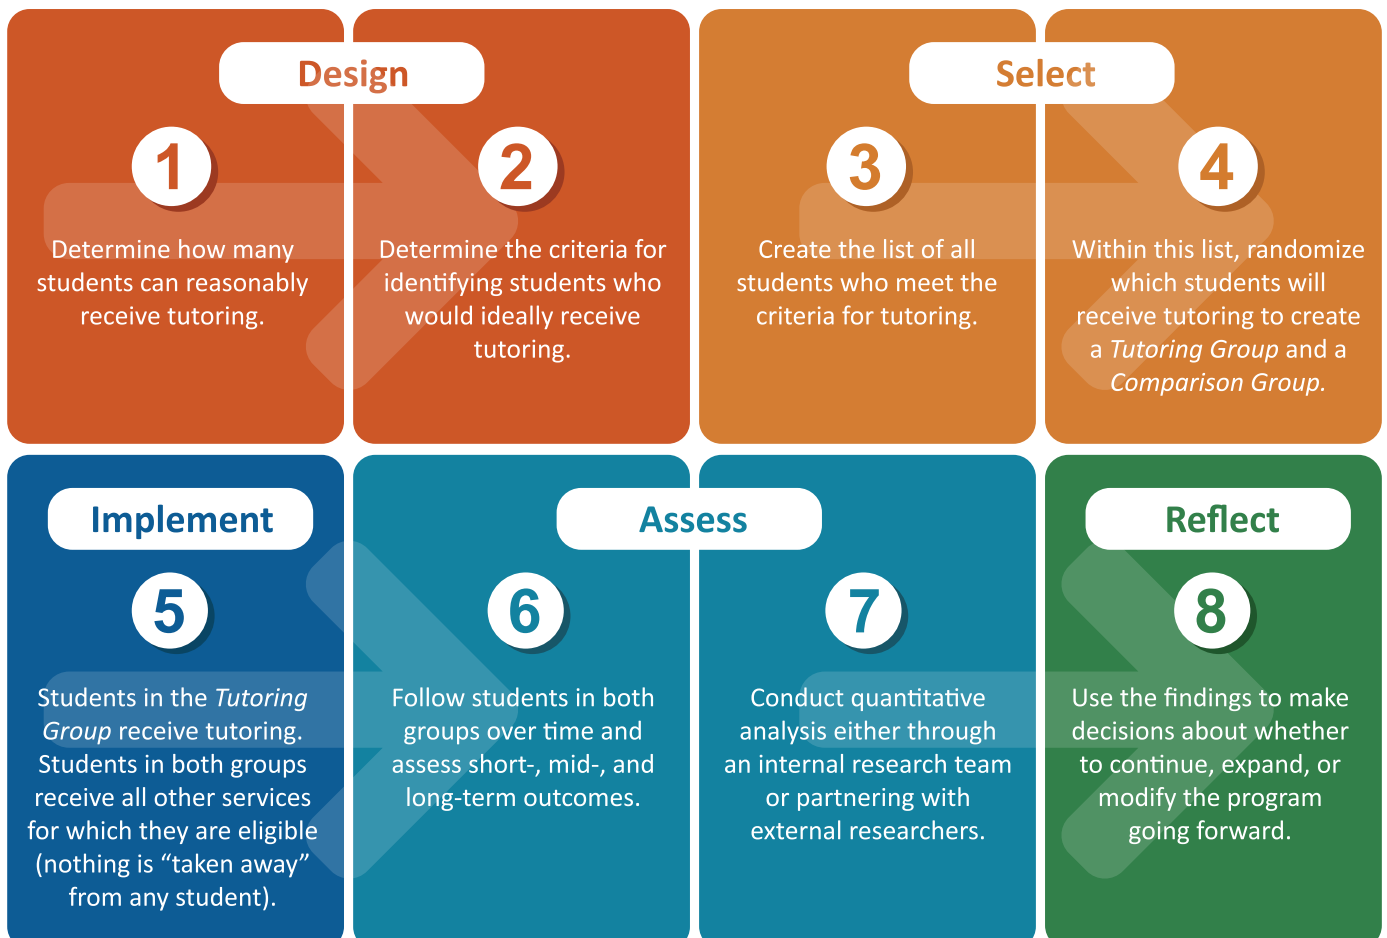 Design
1
Determine how many
students can reasonably
receive tutoring.
2
Determine the criteria for
identifying students who
would ideally receive
tutoring.
Select
3
Create the list of all
students who meet the
criteria for tutoring.
4
Within this list, randomize
which students will
receive tutoring to create
a Tutoring Group and a
Comparison Group.
Implement
5
Students in the Tutoring
Group receive tutoring.
Students in both groups
receive all other services
for which they are eligible
(nothing is “taken away”
from any student).
Assess
6
Follow students in both
groups over time and
assess short-, mid-, and
long-term outcomes.
7
Conduct quantitative
analysis either through
an internal research team
or partnering with
external researchers.
Reflect
8
Use the findings to make
decisions about whether
to continue, expand, or
modify the program
going forward.